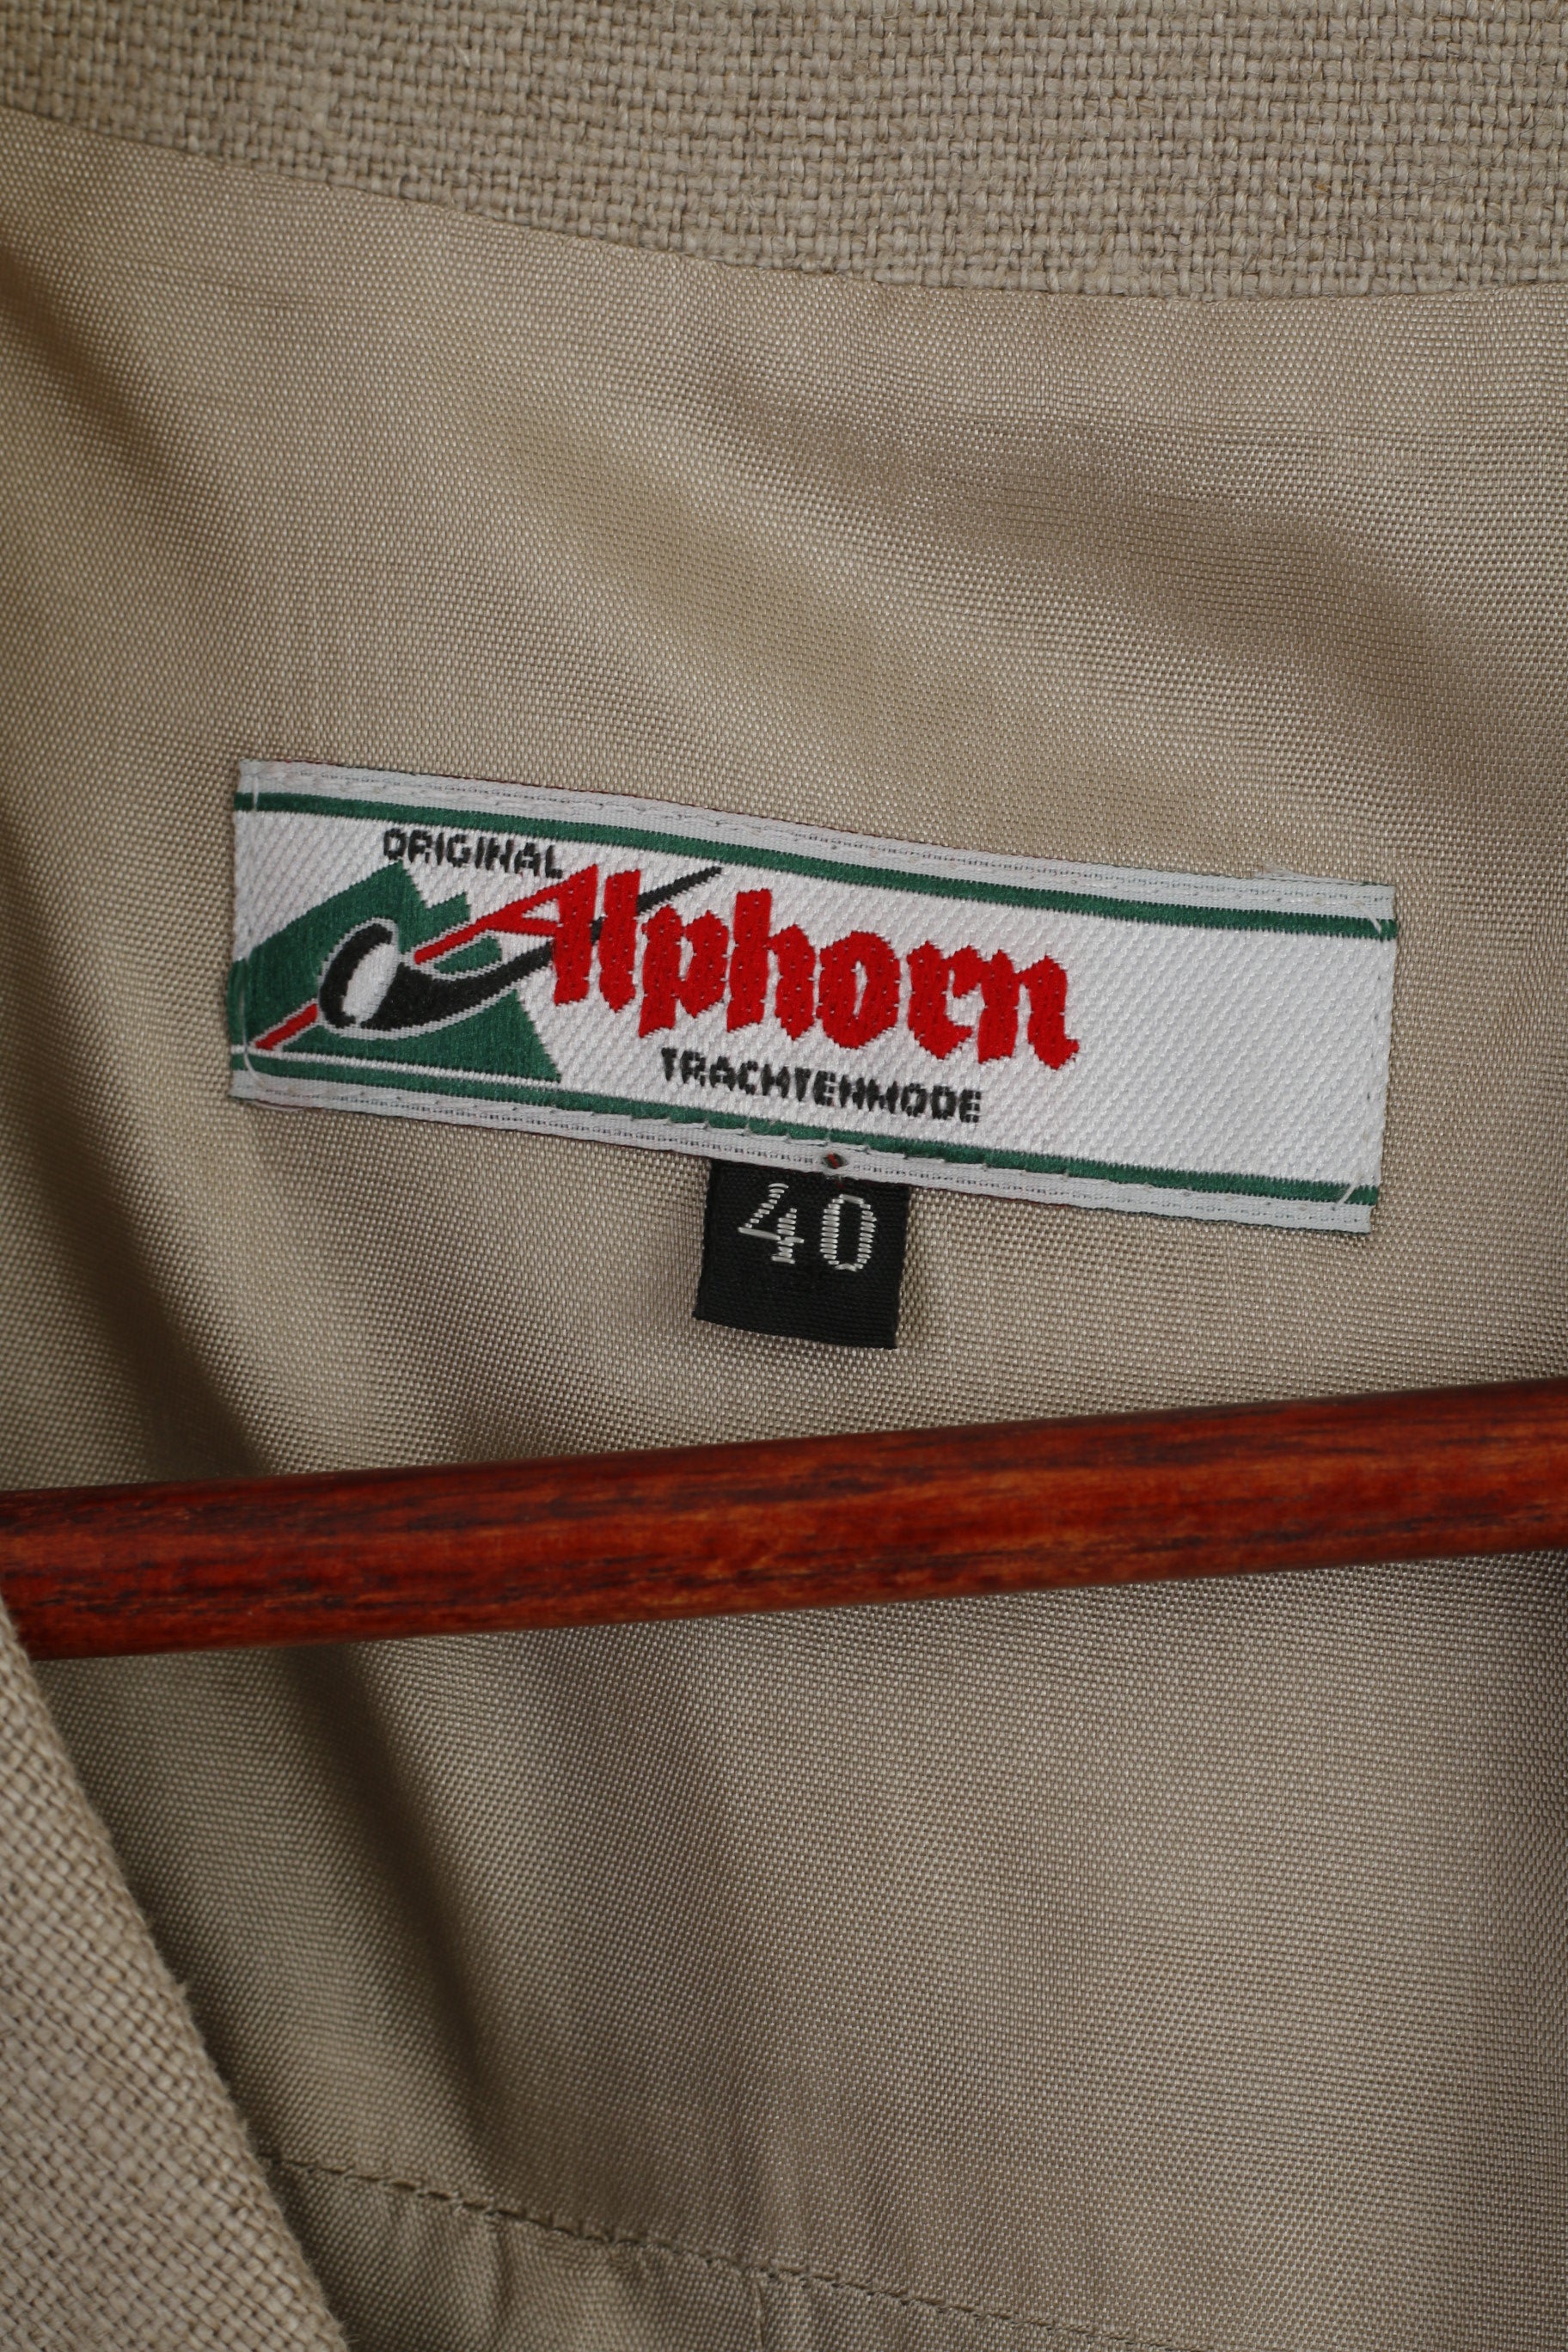 ORIGINAL
Alphorn
TRACHTENMODE
40